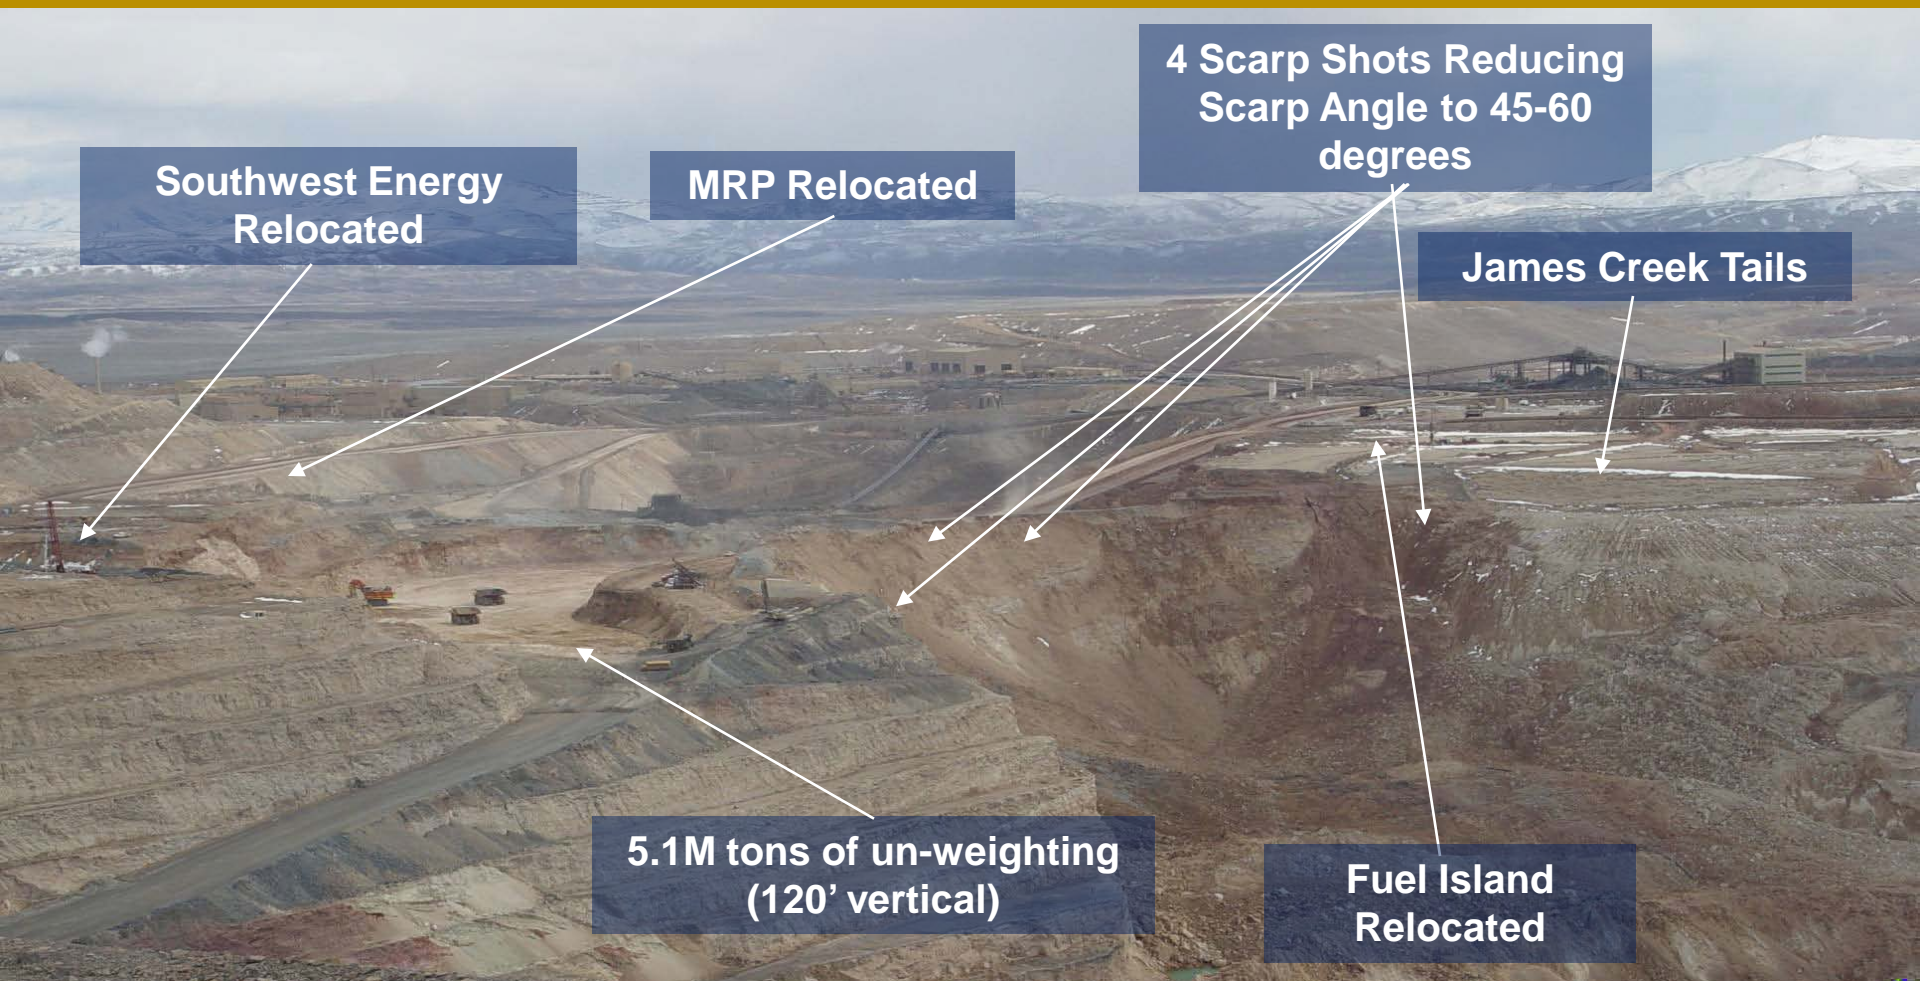 4 Scarp Shots Reducing
Scarp Angle to 45-60
degrees
Southwest Energy
Relocated
MRP Relocated
James Creek Tails
5.1M tons of un-weighting
(120’ vertical)
Fuel Island
Relocated